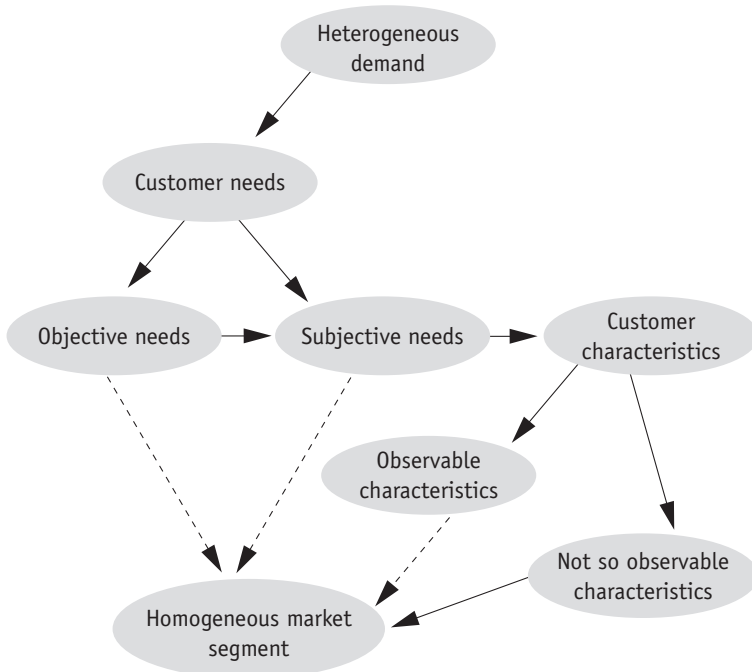 Heterogeneous
demand
Customer needs
Objective needs
Subjective needs
Customer
characteristics
Observable
characteristics
Not so observable
characteristics
Homogeneous market
segment